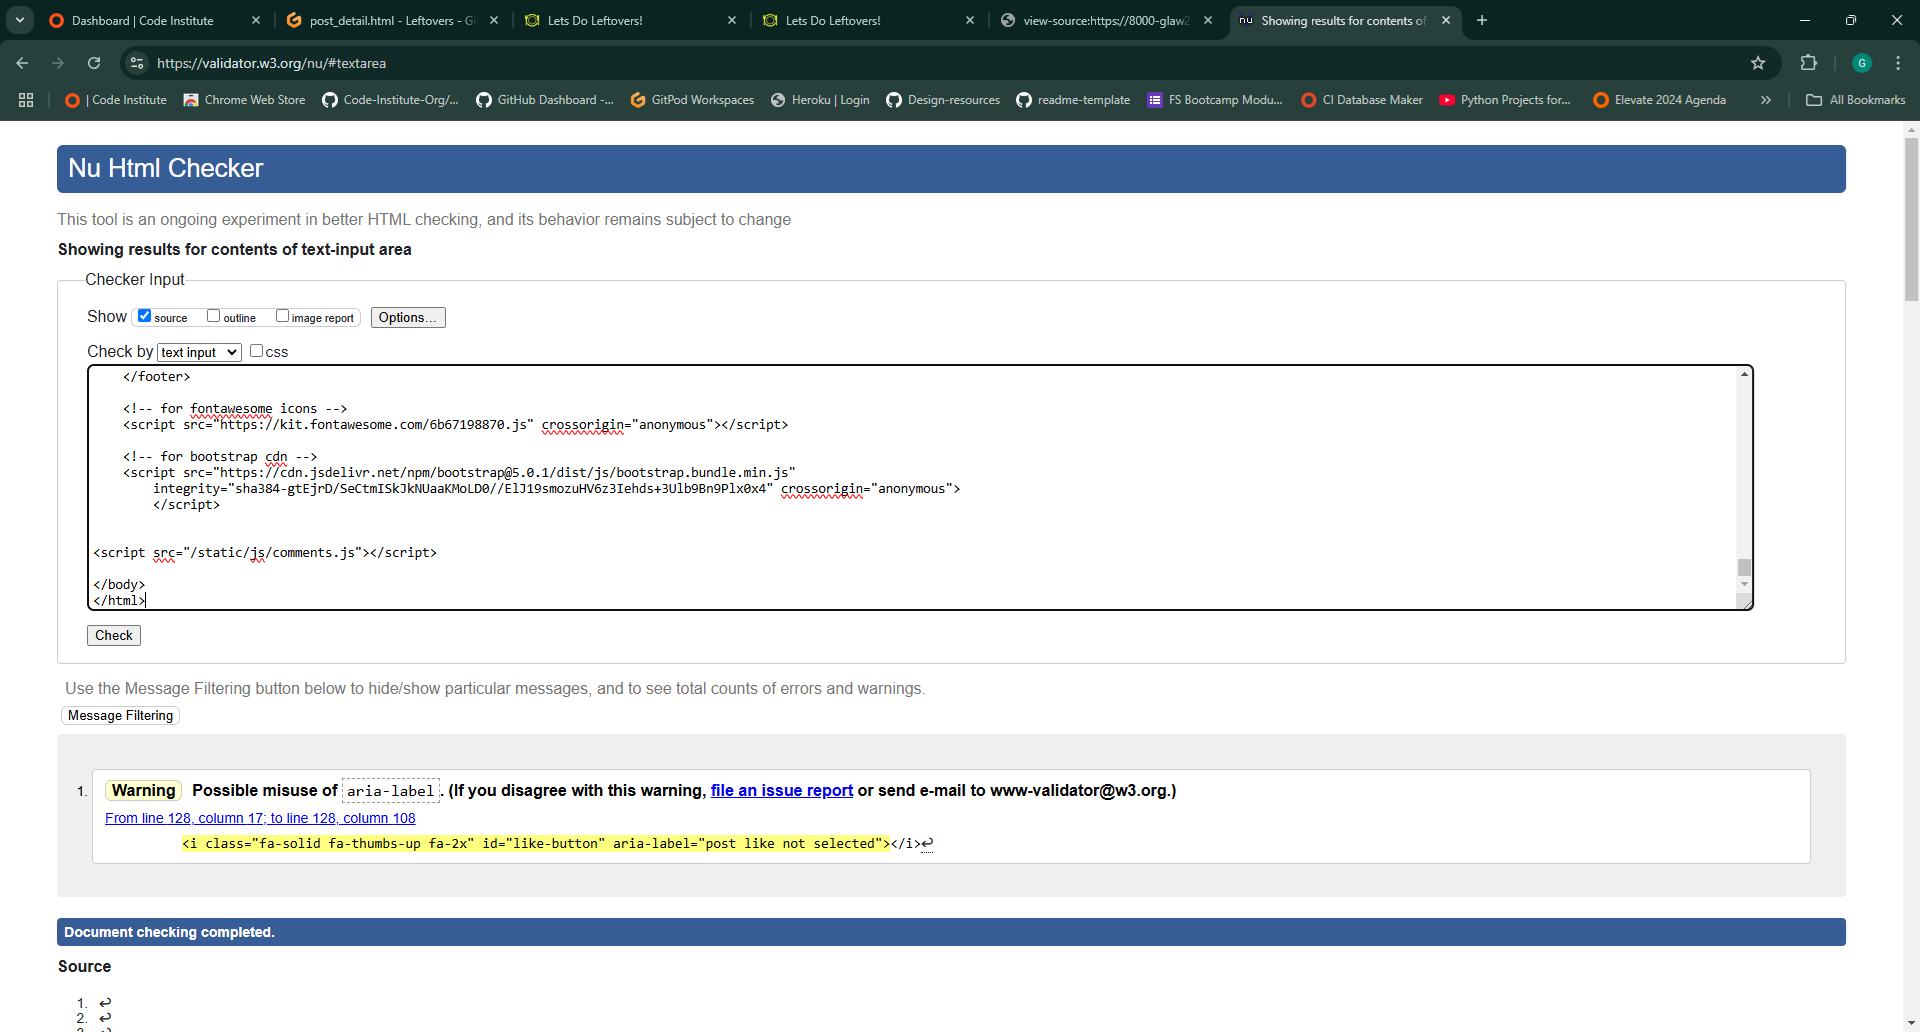 Dashboard | Code Institute
post_detail.html - Leftovers - Gi
Lets Do Leftovers!
Lets Do Leftovers!
view-source:https://8000-glaw2
nu Showing results for contents of
https://validator.w3.org/nu/#textarea
G
| Code Institute
Chrome Web Store
Code-Institute-Org/...
GitHub Dashboard -...
GitPod Workspaces
Heroku | Login
Design-resources
readme-template
FS Bootcamp Modu...
CI Database Maker
Python Projects for...
Elevate 2024 Agenda
»
All Bookmarks
Nu Html Checker
This tool is an ongoing experiment in better HTML checking, and its behavior remains subject to change
Showing results for contents of text-input area
Checker Input
Show source outline image report Options...
Check by text input css
</footer>
<!-- for fontawesome icons -->
<script src="https://kit.fontawesome.com/6b67198870.js" crossorigin="anonymous"></script>
<!-- for bootstrap cdn -->
<script src="https://cdn.jsdelivr.net/npm/bootstrap@5.0.1/dist/js/bootstrap.bundle.min.js"
integrity="sha384-gtEjrD/SeCtmISkJkNUaaKMoLD0//ElJ19smozuHV6z3Iehds+3Ulb9Bn9Plx0x4" crossorigin="anonymous">
</script>
<script src="/static/js/comments.js"></script>
</body>
</html>
Check
Use the Message Filtering button below to hide/show particular messages, and to see total counts of errors and warnings.
Message Filtering
1. Warning Possible misuse of aria-label. (If you disagree with this warning, file an issue report or send e-mail to www-validator@w3.org.)
From line 128, column 17; to line 128, column 108
<i class="fa-solid fa-thumbs-up fa-2x" id="like-button" aria-label="post like not selected"></i>↩
Document checking completed.
Source
1. ↩
2. ↩